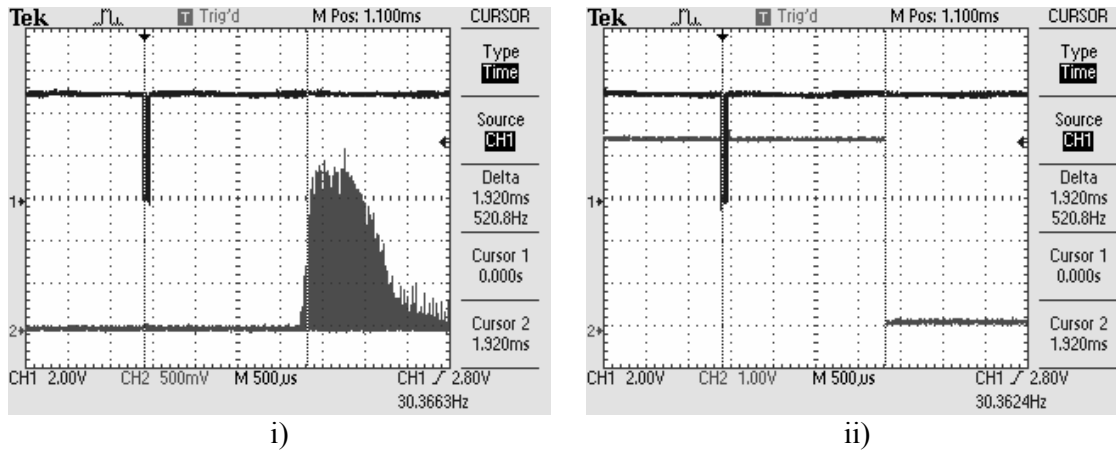 Tek T Trig'd M Pos: 1.100ms CURSOR
Type
Time
Source
CH1
Delta
1.920ms
520.8Hz
Cursor 1
0.000s
Cursor 2
1.920ms
1
2
CH1 2.00V CH2 500mV M 500µs CH1 2.80V
30.3663Hz
i)
Tek T Trig'd M Pos: 1.100ms CURSOR
Type
Time
Source
CH1
Delta
1.920ms
520.8Hz
Cursor 1
0.000s
Cursor 2
1.920ms
1
2
CH1 2.00V CH2 1.00V M 500µs CH1 2.80V
30.3624Hz
ii)